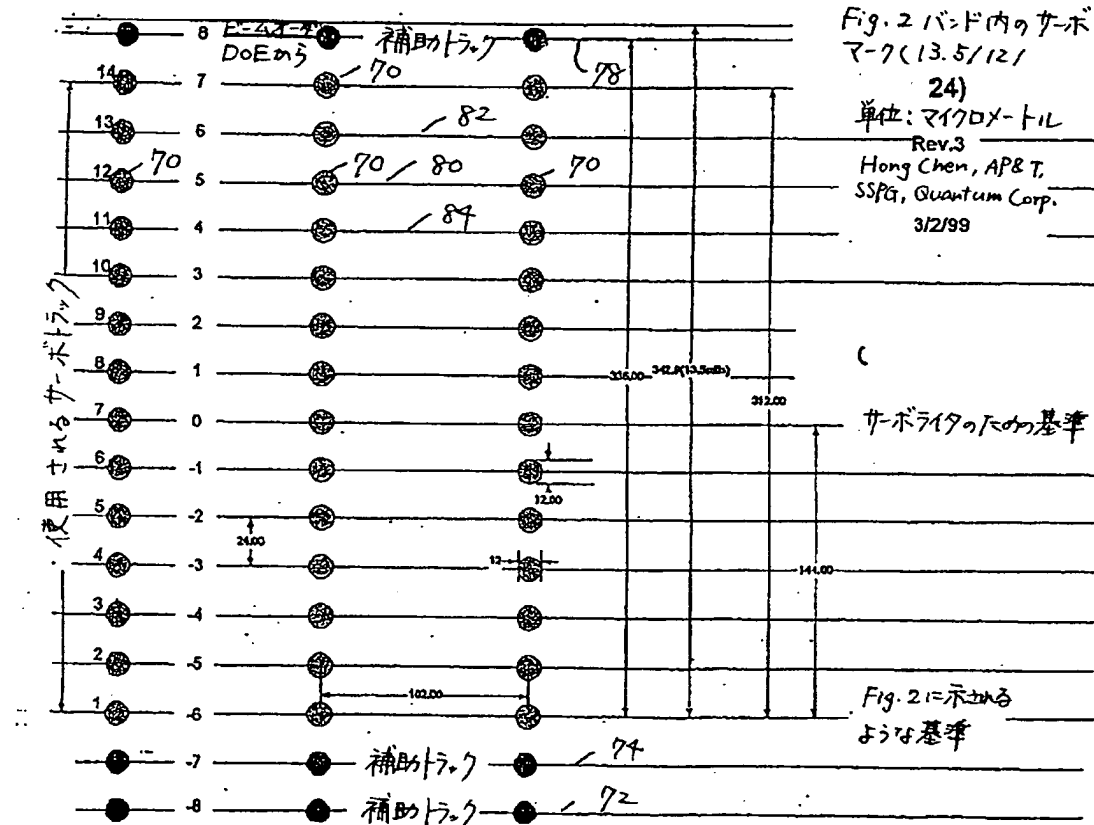 8 ビームオーダ
DOEから
補助トラック
78
Fig. 2 バンド内のサーボ
マーク(13.5/12/
24)
単位: マイクロメートル
Rev.3
Hong Chen, AP&T,
SSPG, Quantum Corp.
3/2/99
14 7 70
13 6 82
12 70 5 70 80 70
11 4 84
10 3
9 2
8 1
336.00
312.00
7 0
サーボライタのための基準
6 -1
12.00
5 -2
24.00
4 -3
12
144.00
3 -4
2 -5
102.00
1 -6
使用されるサーボトラック
Fig. 2に示される
ような基準
-7 補助トラック 74
-8 補助トラック 72